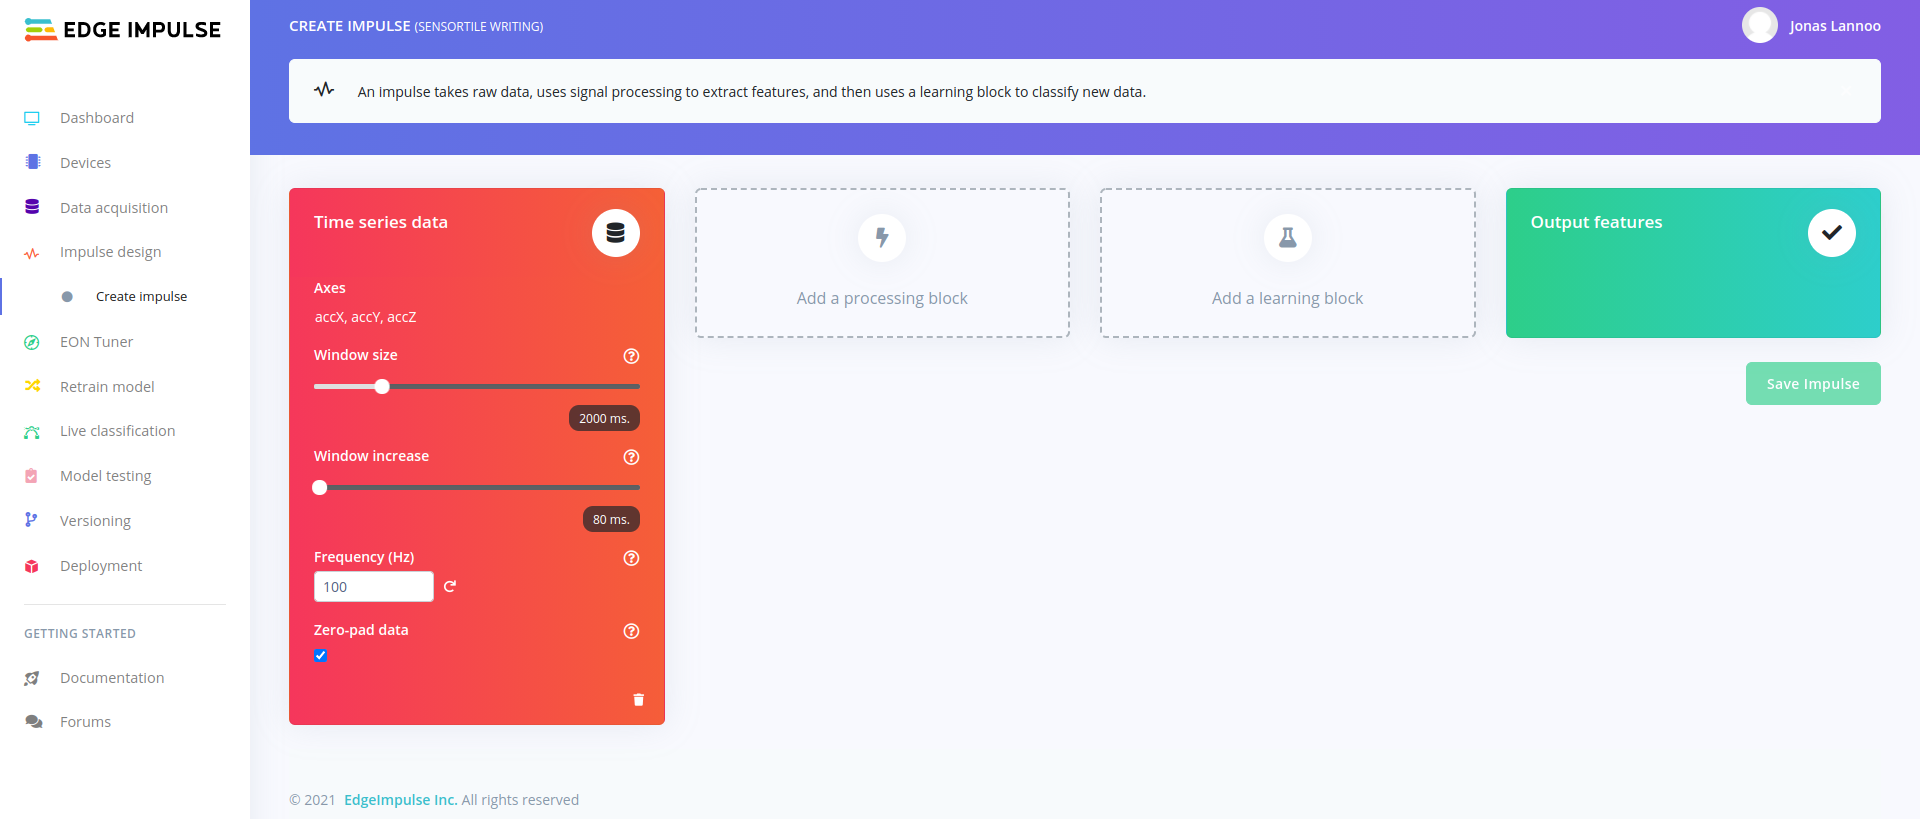 EDGE IMPULSE
Dashboard
Devices
Data acquisition
Impulse design
Create impulse
EON Tuner
Retrain model
Live classification
Model testing
Versioning
Deployment
GETTING STARTED
Documentation
Forums
CREATE IMPULSE (SENSORTILE WRITING)
Jonas Lannoo
An impulse takes raw data, uses signal processing to extract features, and then uses a learning block to classify new data.
Time series data
Axes
accX, accY, accZ
Window size
2000 ms.
Window increase
80 ms.
Frequency (Hz)
100
Zero-pad data
Add a processing block
Add a learning block
Output features
Save Impulse
© 2021 EdgeImpulse Inc. All rights reserved